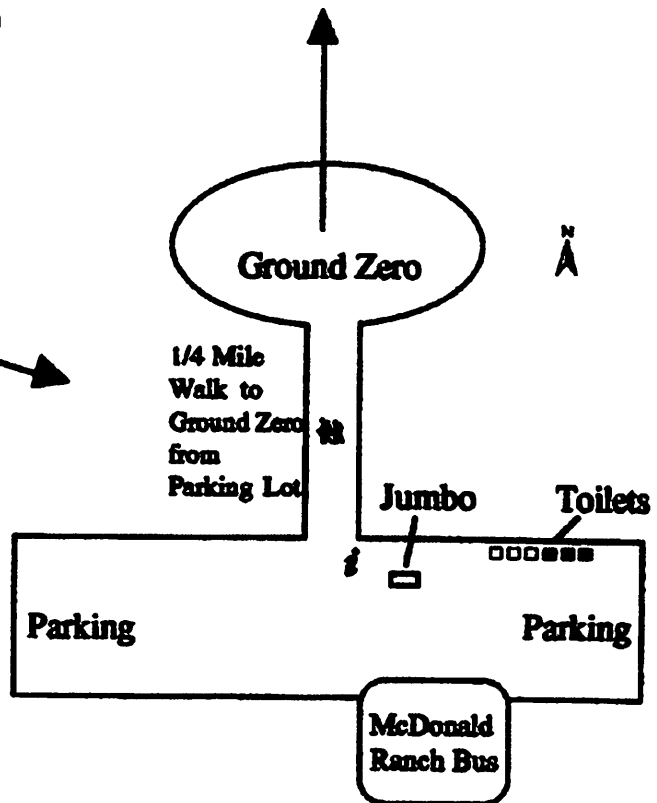 N
Ground Zero
1/4 Mile
Walk to
Ground Zero
from
Parking Lot
Jumbo
Toilets
i
Parking
Parking
McDonald
Ranch Bus